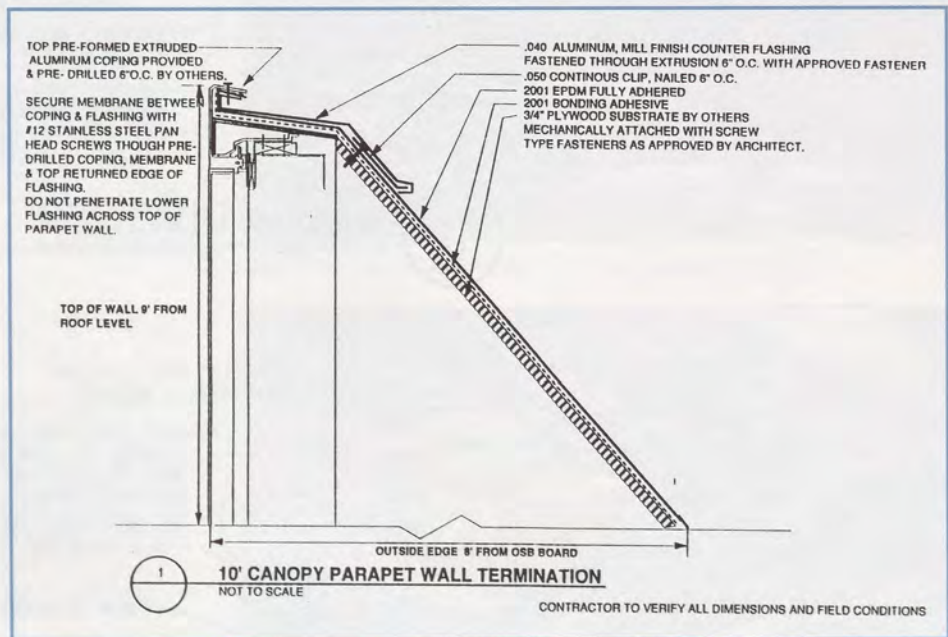 TOP PRE-FORMED EXTRUDED
ALUMINUM COPING PROVIDED
& PRE- DRILLED 6"O.C. BY OTHERS.
SECURE MEMBRANE BETWEEN
COPING & FLASHING WITH
#12 STAINLESS STEEL PAN
HEAD SCREWS THOUGH PRE-
DRILLED COPING, MEMBRANE
& TOP RETURNED EDGE OF
FLASHING.
DO NOT PENETRATE LOWER
FLASHING ACROSS TOP OF
PARAPET WALL.
.040 ALUMINUM, MILL FINISH COUNTER FLASHING
FASTENED THROUGH EXTRUSION 6" O.C. WITH APPROVED FASTENER
.050 CONTINOUS CLIP, NAILED 6" O.C.
2001 EPDM FULLY ADHERED
2001 BONDING ADHESIVE
3/4" PLYWOOD SUBSTRATE BY OTHERS
MECHANICALLY ATTACHED WITH SCREW
TYPE FASTENERS AS APPROVED BY ARCHITECT.
TOP OF WALL 9' FROM
ROOF LEVEL
OUTSIDE EDGE 8' FROM OSB BOARD
1
10' CANOPY PARAPET WALL TERMINATION
NOT TO SCALE
CONTRACTOR TO VERIFY ALL DIMENSIONS AND FIELD CONDITIONS